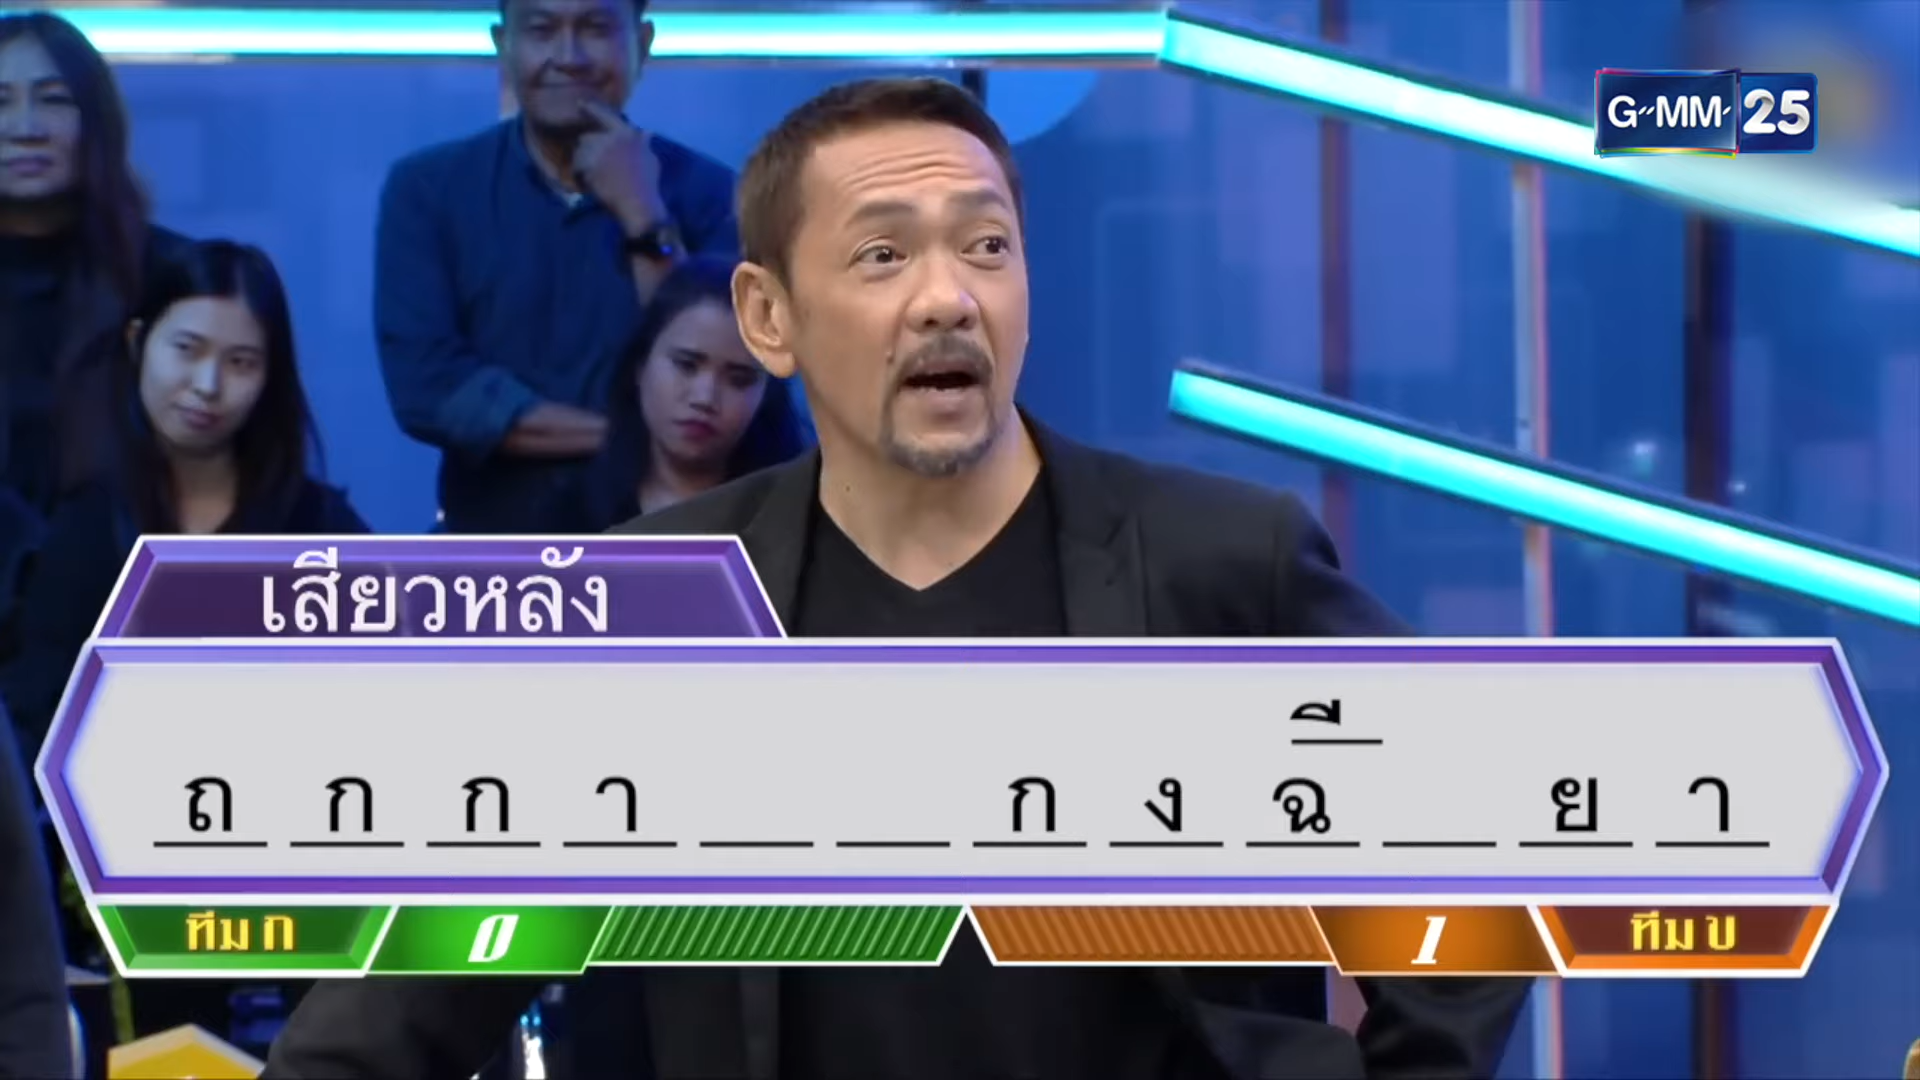 GMM 25
เสียวหลัง
ถ ก ก า _ _ ก ง ฉี _ ย า
ทีม ก 0 1 ทีม ข